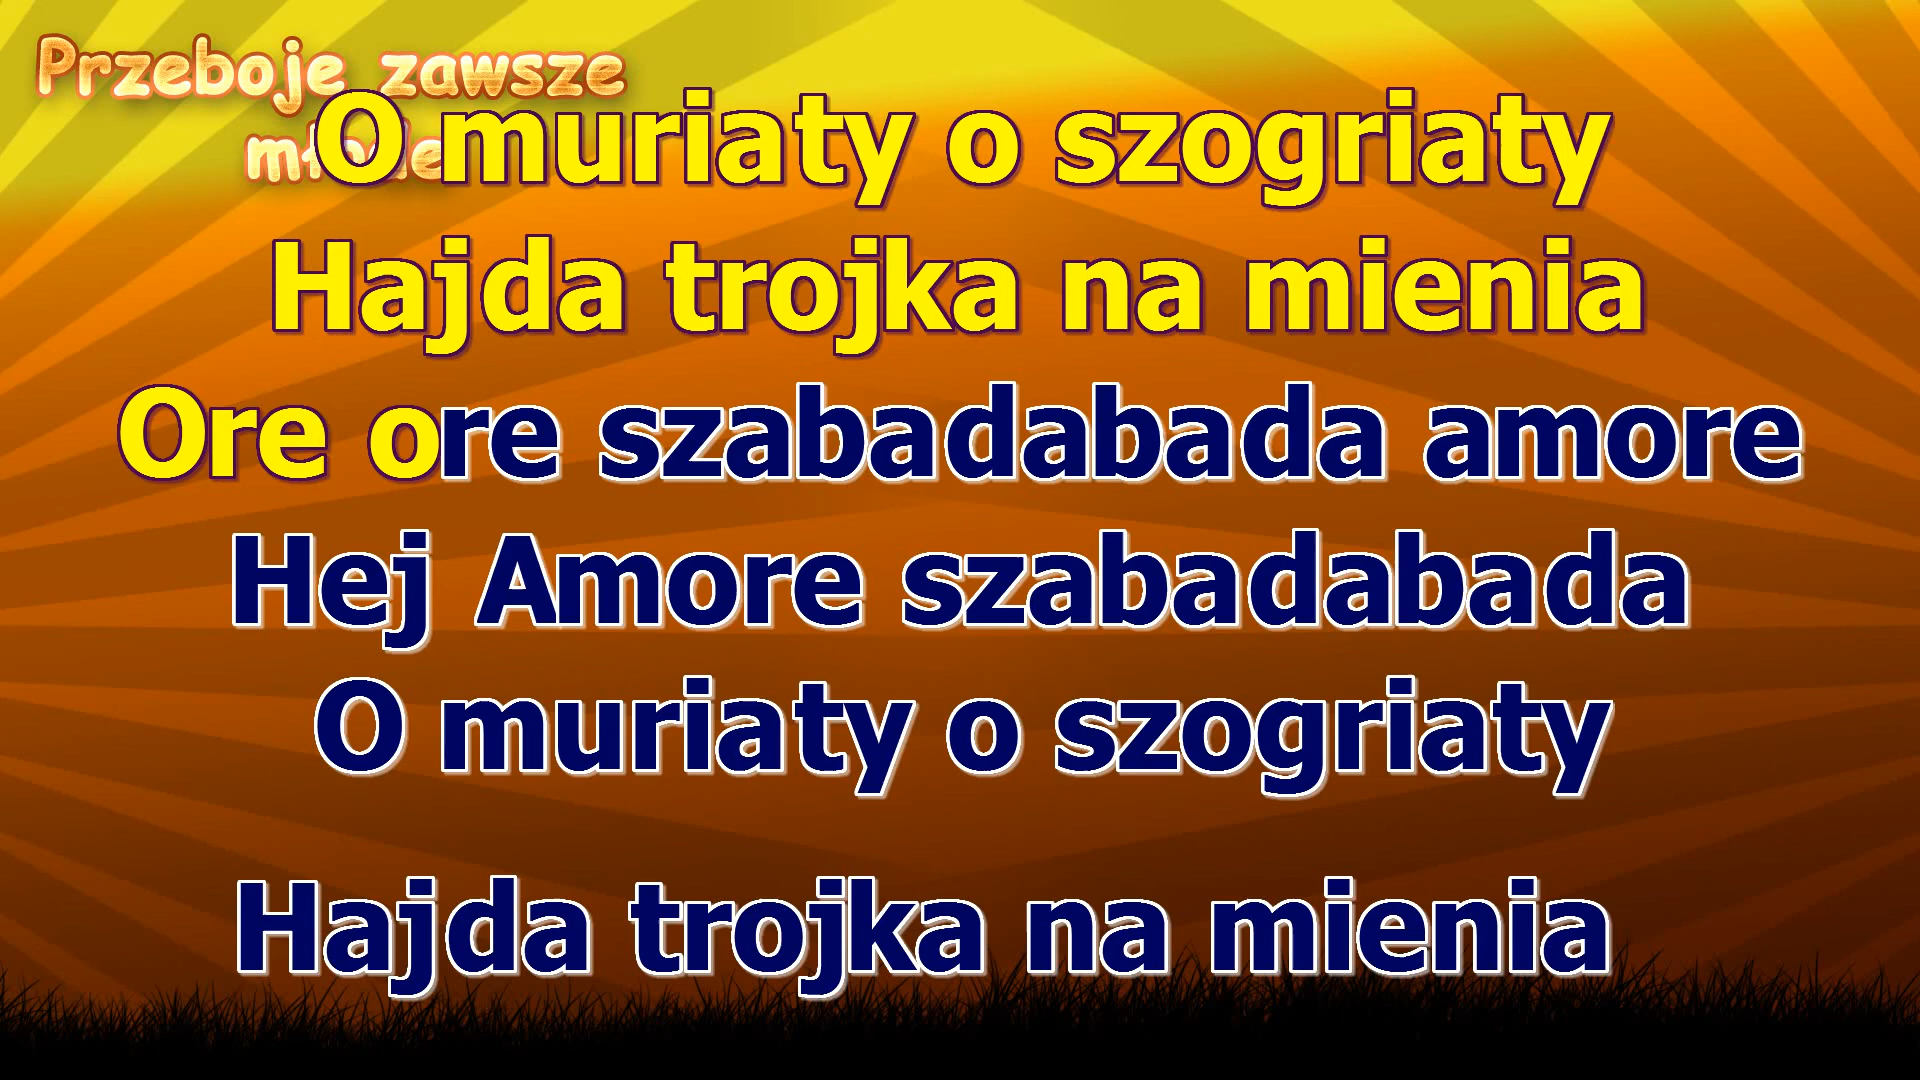 Przeboje zawsze
O muriaty o szogriaty
Hajda trojka na mienia
Ore ore szabadabada amore
Hej Amore szabadabada
O muriaty o szogriaty
Hajda trojka na mienia